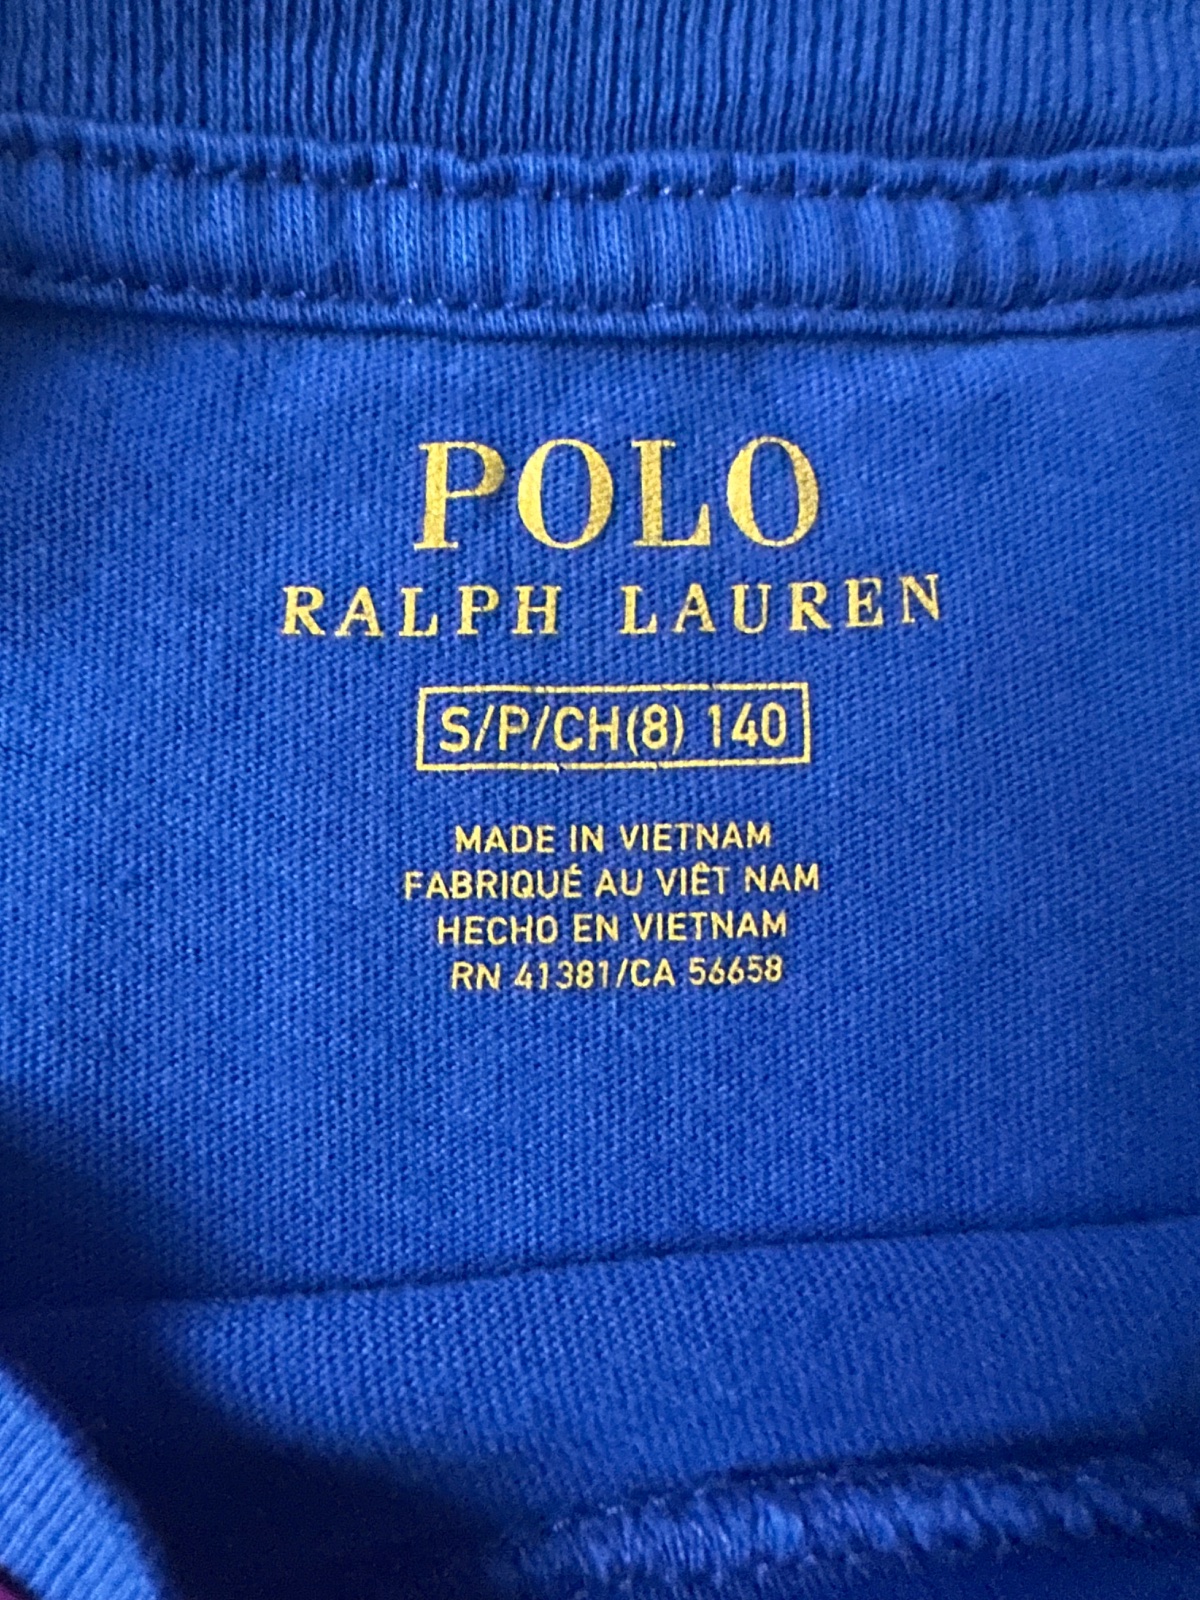 POLO
RALPH LAUREN
S/P/CH(8) 140
MADE IN VIETNAM
FABRIQUÉ AU VIÊT NAM
HECHO EN VIETNAM
RN 41381/CA 56658